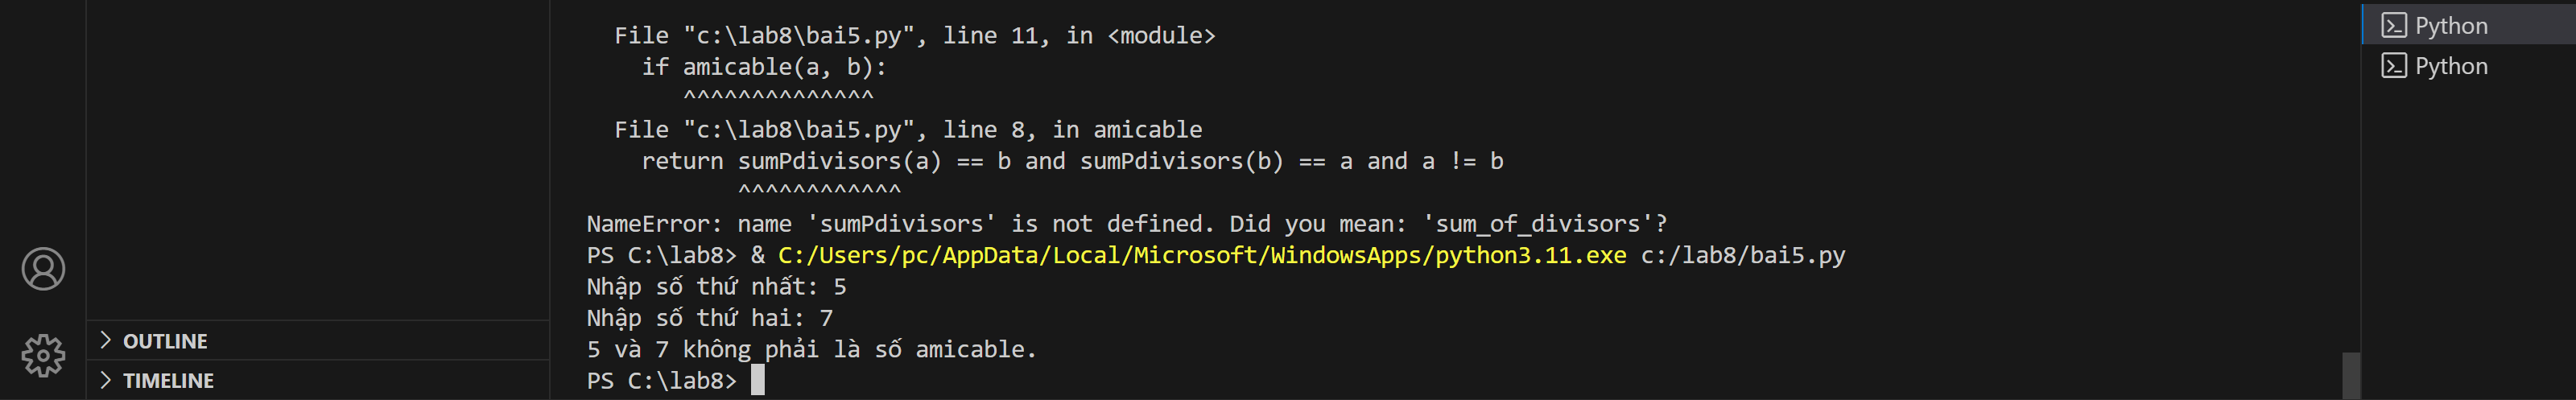 File "c:\lab8\bai5.py", line 11, in <module>
if amicable(a, b):
^^^^^^^^^^^^^^
File "c:\lab8\bai5.py", line 8, in amicable
return sumPdivisors(a) == b and sumPdivisors(b) == a and a != b
^^^^^^^^^^^^
NameError: name 'sumPdivisors' is not defined. Did you mean: 'sum_of_divisors'?
PS C:\lab8> & C:/Users/pc/AppData/Local/Microsoft/WindowsApps/python3.11.exe c:/lab8/bai5.py
Nhập số thứ nhất: 5
Nhập số thứ hai: 7
5 và 7 không phải là số amicable.
PS C:\lab8>
OUTLINE
TIMELINE
Python
Python